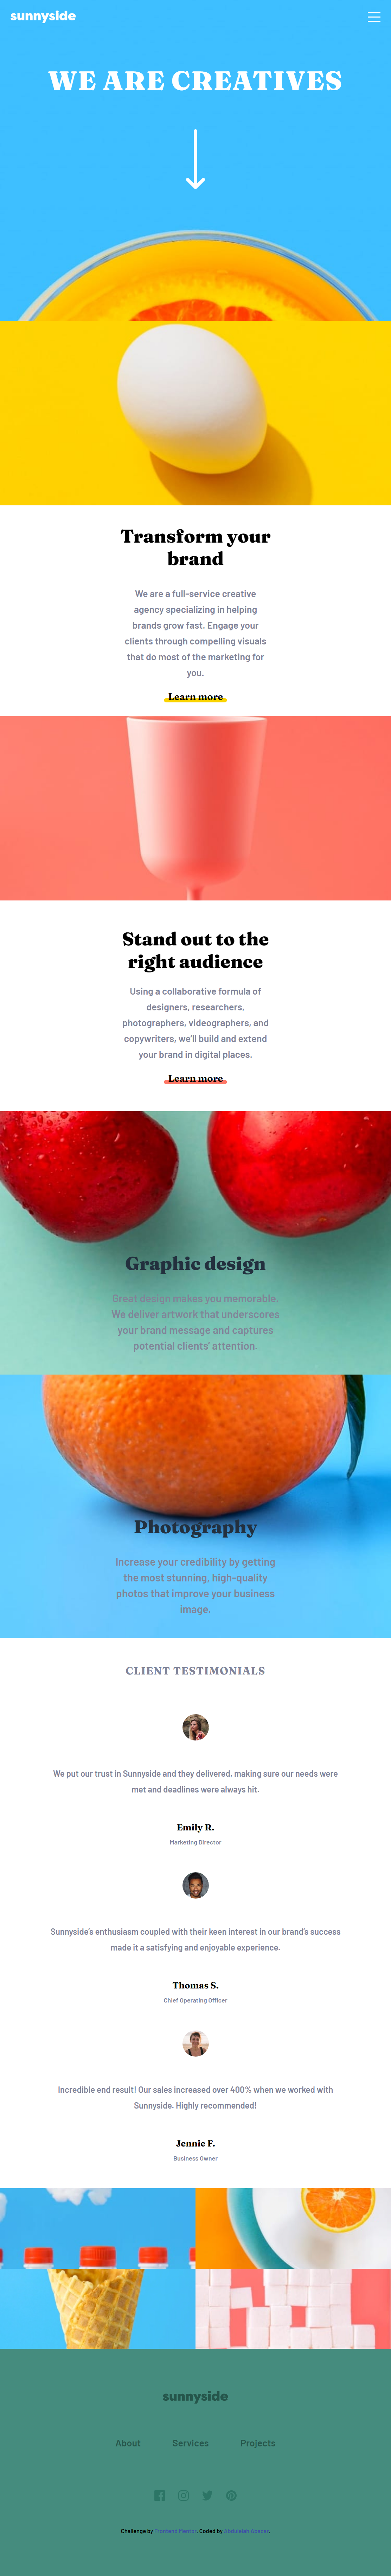 sunnyside
WE ARE CREATIVES
Transform your
brand
We are a full-service creative
agency specializing in helping
brands grow fast. Engage your
clients through compelling visuals
that do most of the marketing for
you.
Learn more
Stand out to the
right audience
Using a collaborative formula of
designers, researchers,
photographers, videographers, and
copywriters, we'll build and extend
your brand in digital places.
Learn more
Graphic design
Great design makes you memorable.
We deliver artwork that underscores
your brand message and captures
potential clients' attention.
Photography
Increase your credibility by getting
the most stunning, high-quality
photos that improve your business
image.
CLIENT TESTIMONIALS
We put our trust in Sunnyside and they delivered, making sure our needs were
met and deadlines were always hit.
Emily R.
Marketing Director
Sunnyside's enthusiasm coupled with their keen interest in our brand's success
made it a satisfying and enjoyable experience.
Thomas S.
Chief Operating Officer
Incredible end result! Our sales increased over 400% when we worked with
Sunnyside. Highly recommended!
Jennie F.
Business Owner
sunnyside
About Services Projects
Challenge by Frontend Mentor. Coded by